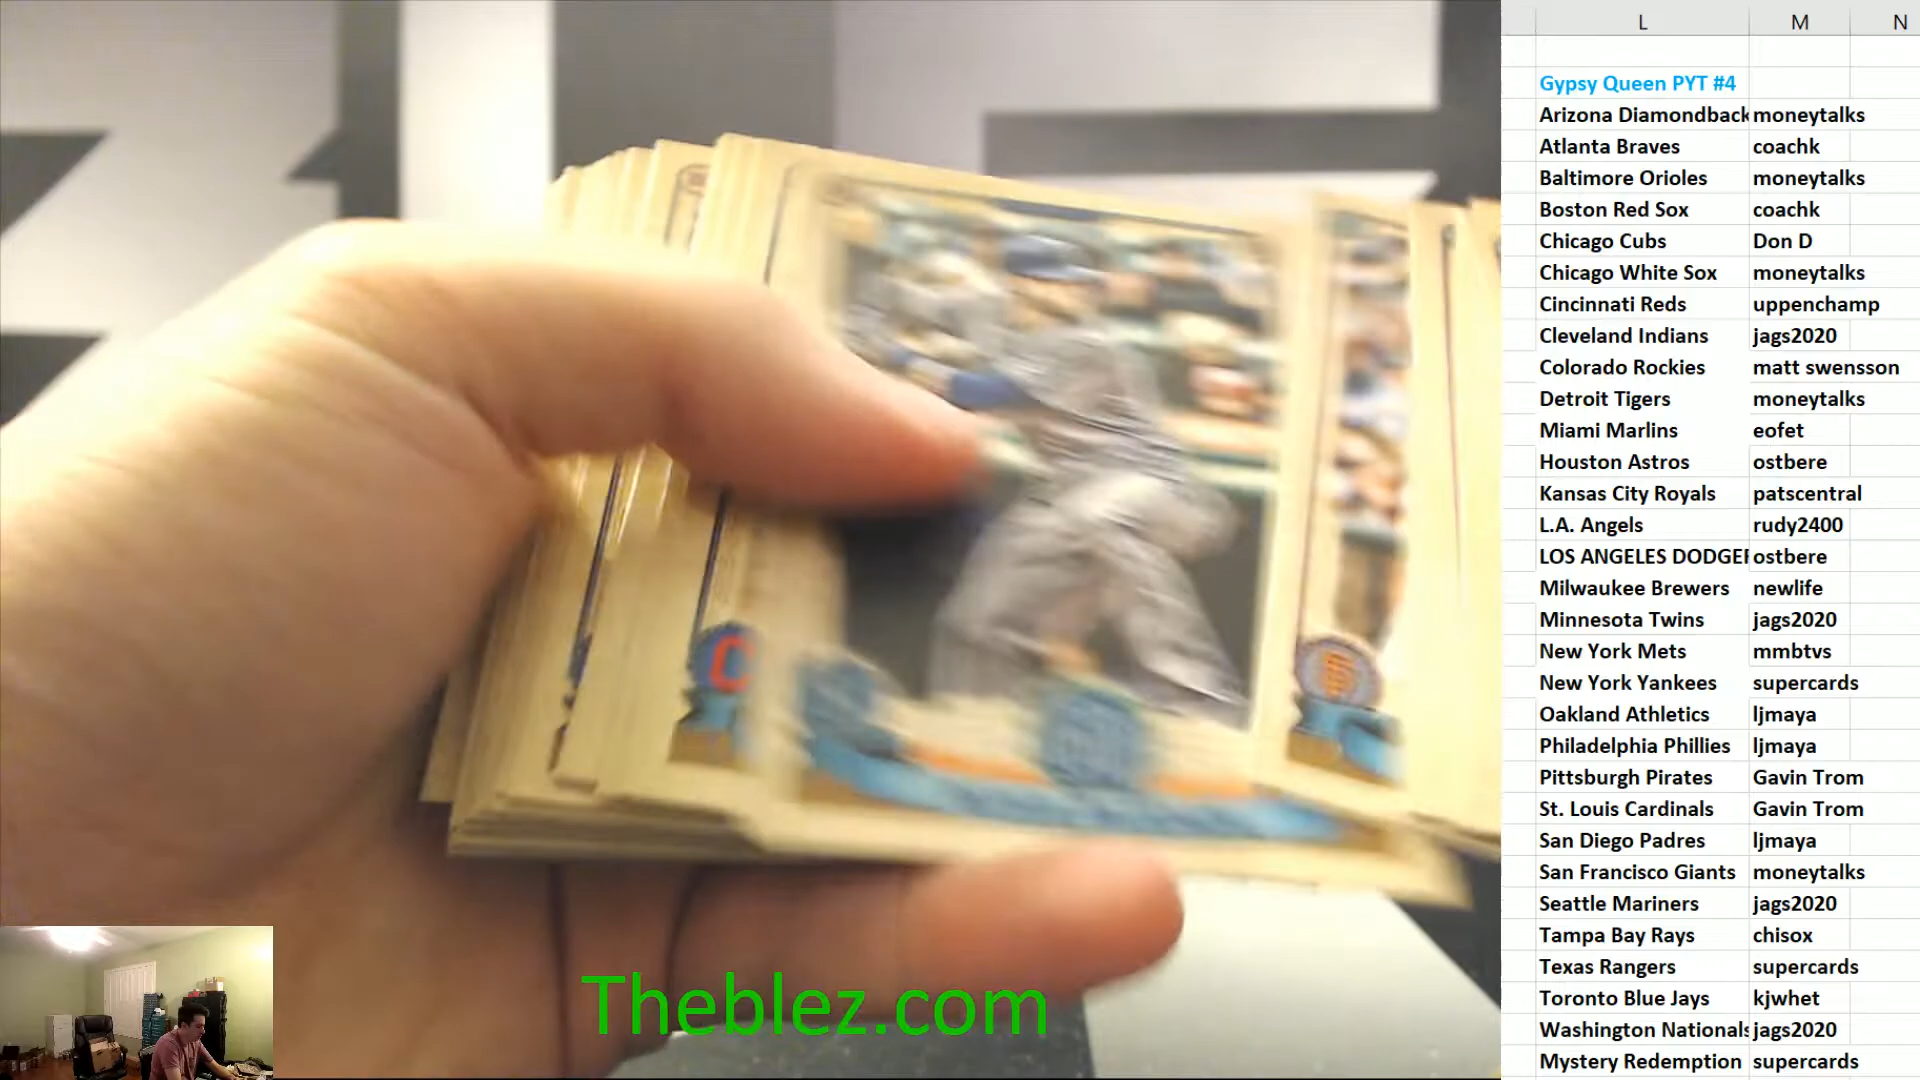 L M N
Gypsy Queen PYT #4
Arizona Diamondback moneytalks
Atlanta Braves coachk
Baltimore Orioles moneytalks
Boston Red Sox coachk
Chicago Cubs Don D
Chicago White Sox moneytalks
Cincinnati Reds uppenchamp
Cleveland Indians jags2020
Colorado Rockies matt swensson
Detroit Tigers moneytalks
Miami Marlins eofet
Houston Astros ostbere
Kansas City Royals patscentral
L.A. Angels rudy2400
LOS ANGELES DODGER ostbere
Milwaukee Brewers newlife
Minnesota Twins jags2020
New York Mets mmbtvs
New York Yankees supercards
Oakland Athletics ljmaya
Philadelphia Phillies ljmaya
Pittsburgh Pirates Gavin Trom
St. Louis Cardinals Gavin Trom
San Diego Padres ljmaya
San Francisco Giants moneytalks
Seattle Mariners jags2020
Tampa Bay Rays chisox
Texas Rangers supercards
Toronto Blue Jays kjwhet
Washington Nationals jags2020
Mystery Redemption supercards
C
SF
Theblez.com